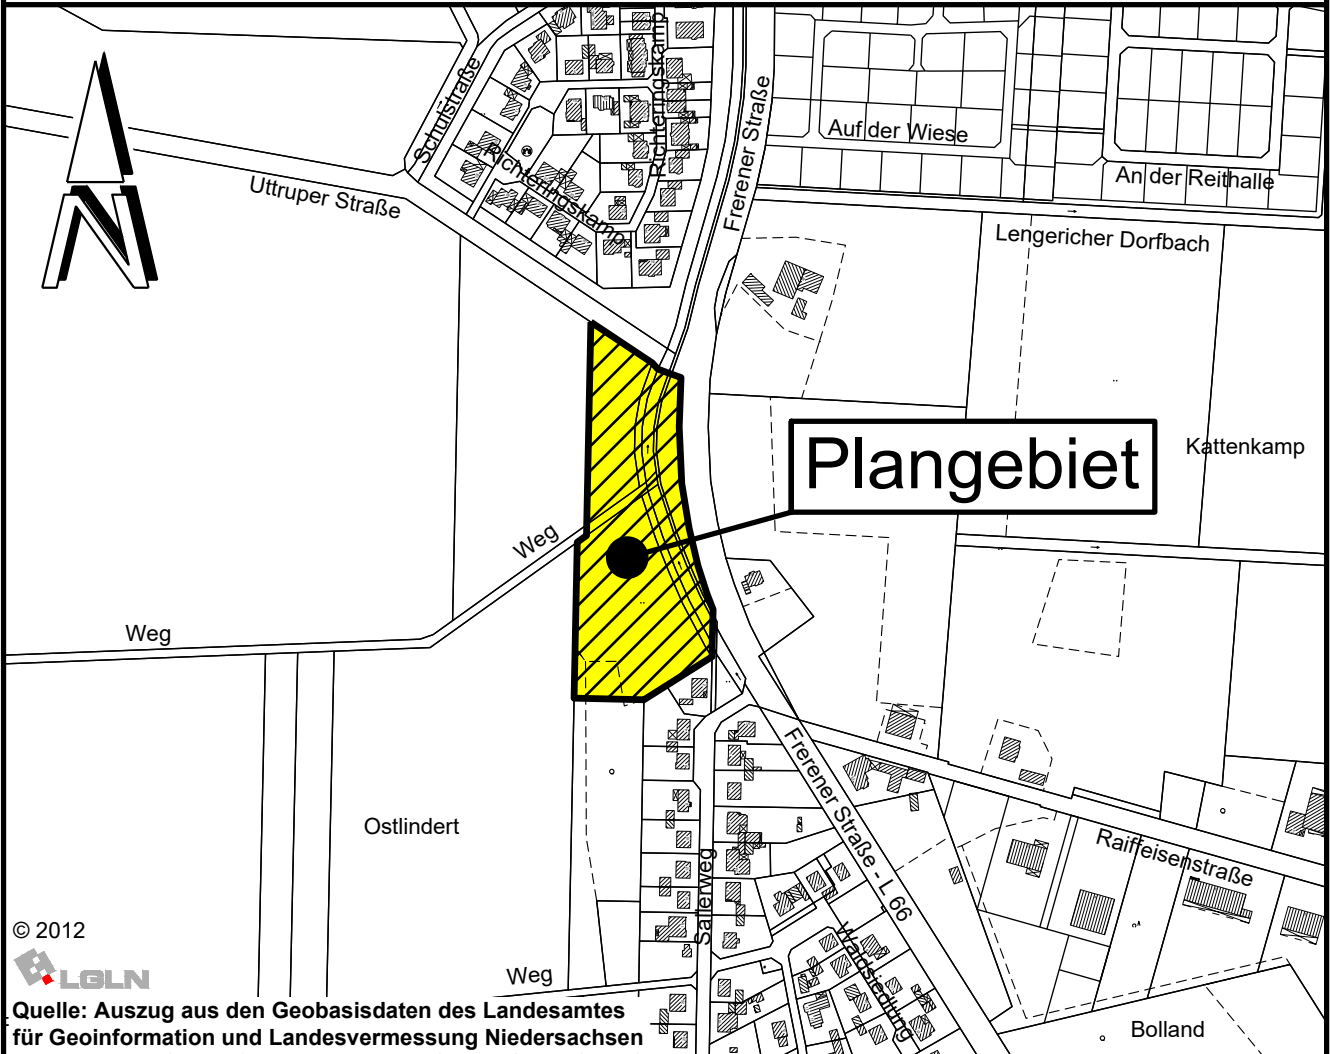 Schulstraße
Richteringskamp
Richteringskamp
Frerener Straße
Auf der Wiese
An der Reithalle
Uttruper Straße
Lengericher Dorfbach
N
Plangebiet
Kattenkamp
Weg
Weg
Ostlindert
Frerener Straße - L 66
Raiffeisenstraße
Sallerweg
Waldsiedlung
© 2012
LGLN
Weg
Bolland
Quelle: Auszug aus den Geobasisdaten des Landesamtes
für Geoinformation und Landesvermessung Niedersachsen